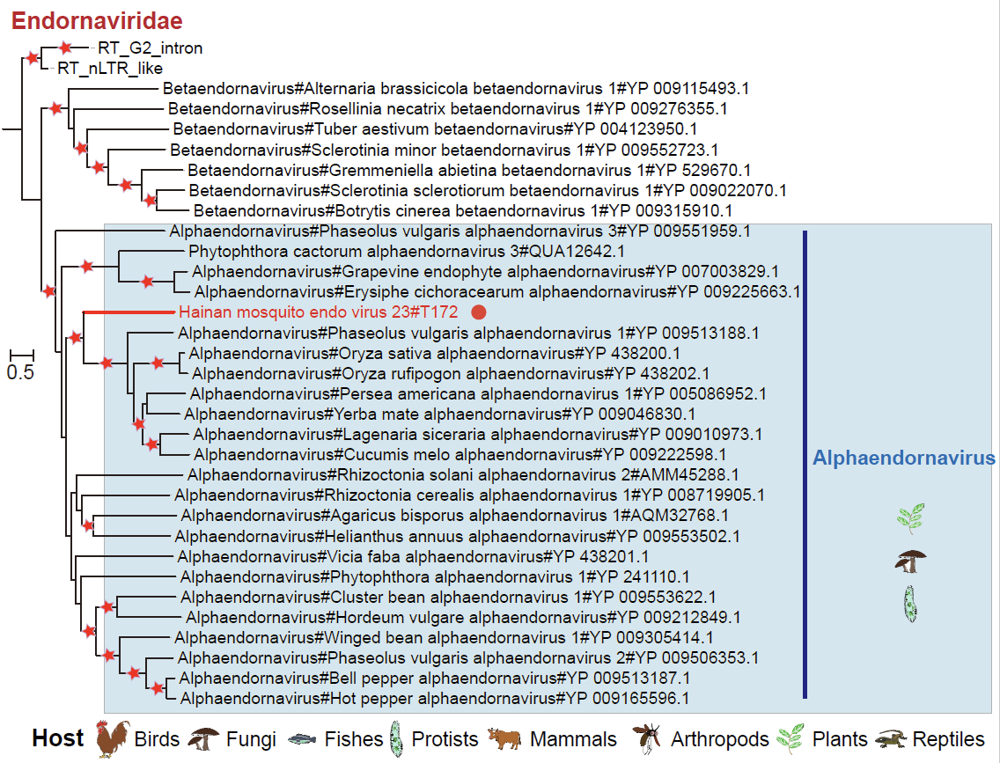 Endornaviridae
RT_G2_intron
RT_nLTR_like
Betaendornavirus#Alternaria brassicicola betaendornavirus 1#YP 009115493.1
Betaendornavirus#Rosellinia necatrix betaendornavirus 1#YP 009276355.1
Betaendornavirus#Tuber aestivum betaendornavirus#YP 004123950.1
Betaendornavirus#Sclerotinia minor betaendornavirus 1#YP 009552723.1
Betaendornavirus#Gremmeniella abietina betaendornavirus 1#YP 529670.1
Betaendornavirus#Sclerotinia sclerotiorum betaendornavirus 1#YP 009022070.1
Betaendornavirus#Botrytis cinerea betaendornavirus 1#YP 009315910.1
Alphaendornavirus#Phaseolus vulgaris alphaendornavirus 3#YP 009551959.1
Phytophthora cactorum alphaendornavirus 3#QUA12642.1
Alphaendornavirus#Grapevine endophyte alphaendornavirus#YP 007003829.1
Alphaendornavirus#Erysiphe cichoracearum alphaendornavirus#YP 009225663.1
Hainan mosquito endo virus 23#T172
Alphaendornavirus#Phaseolus vulgaris alphaendornavirus 1#YP 009513188.1
Alphaendornavirus#Oryza sativa alphaendornavirus#YP 438200.1
0.5
Alphaendornavirus#Oryza rufipogon alphaendornavirus#YP 438202.1
Alphaendornavirus#Persea americana alphaendornavirus 1#YP 005086952.1
Alphaendornavirus#Yerba mate alphaendornavirus#YP 009046830.1
Alphaendornavirus#Lagenaria siceraria alphaendornavirus#YP 009010973.1
Alphaendornavirus#Cucumis melo alphaendornavirus#YP 009222598.1
Alphaendornavirus
Alphaendornavirus#Rhizoctonia solani alphaendornavirus 2#AMM45288.1
Alphaendornavirus#Rhizoctonia cerealis alphaendornavirus 1#YP 008719905.1
Alphaendornavirus#Agaricus bisporus alphaendornavirus 1#AQM32768.1
Alphaendornavirus#Helianthus annuus alphaendornavirus#YP 009553502.1
Alphaendornavirus#Vicia faba alphaendornavirus#YP 438201.1
Alphaendornavirus#Phytophthora alphaendornavirus 1#YP 241110.1
Alphaendornavirus#Cluster bean alphaendornavirus 1#YP 009553622.1
Alphaendornavirus#Hordeum vulgare alphaendornavirus#YP 009212849.1
Alphaendornavirus#Winged bean alphaendornavirus 1#YP 009305414.1
Alphaendornavirus#Phaseolus vulgaris alphaendornavirus 2#YP 009506353.1
Alphaendornavirus#Bell pepper alphaendornavirus#YP 009513187.1
Alphaendornavirus#Hot pepper alphaendornavirus#YP 009165596.1
Host Birds Fungi Fishes Protists Mammals Arthropods Plants Reptiles